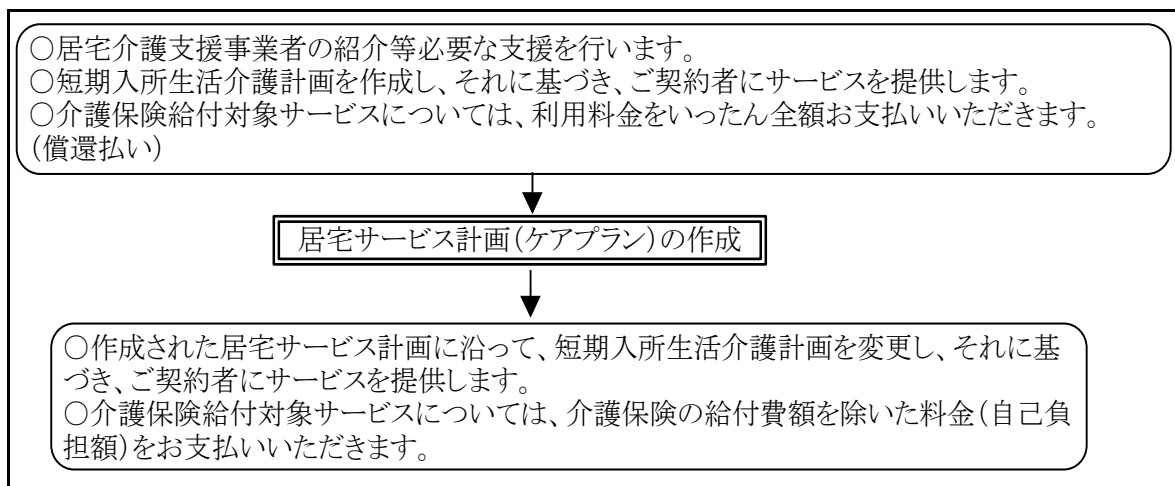 ○居宅介護支援事業者の紹介等必要な支援を行います。
○短期入所生活介護計画を作成し、それに基づき、ご契約者にサービスを提供します。
○介護保険給付対象サービスについては、利用料金をいったん全額お支払いいただきます。
(償還払い)
居宅サービス計画(ケアプラン)の作成
○作成された居宅サービス計画に沿って、短期入所生活介護計画を変更し、それに基
づき、ご契約者にサービスを提供します。
○介護保険給付対象サービスについては、介護保険の給付費額を除いた料金(自己負
担額)をお支払いいただきます。